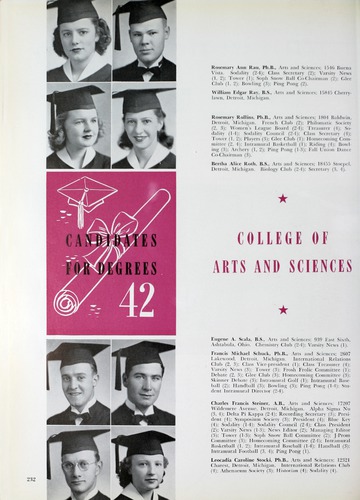 Rosemary Ann Rau, Ph.B., Arts and Sciences: 1546 Buena
Vista. Sodality (2-4); Class Secretary (2); Varsity News
(1, 2); Tower (1); Soph Snow Ball Co-Chairman (2); Glee
Club (1, 2); Bowling (3); Ping Pong (2).
William Edgar Ray, B.S., Arts and Sciences: 15845 Cherry-
lawn, Detroit, Michigan.
Rosemary Rollins, Ph.B., Arts and Sciences: 1604
Detroit, Michigan. French Club (2); Philomatic Society
(2, 3); Women's League Board (2-4); Treasurer (4); So-
dality (1-4); Sodality Council (2-4); Class Secretary (4);
Tower (1, 2); Players (3); Glee Club (1); Homecoming Com-
mittee (2, 4); Intramural Basketball (1); Riding (4); Bowl-
ing (3); Archery (1, 2); Ping Pong (1-3); Fall Union Dance
Co-Chairman (3).
Bertha Alice Roth, B.S., Arts and Sciences: 18455 Stoepel,
Detroit, Michigan. Biology Club (2-4); Secretary (3, 4).
CANDIDATES
FOR DEGREES
42
COLLEGE OF
ARTS AND SCIENCES
Eugene A. Scala, B.S., Arts and Sciences: 939 East Sixth,
Ashtabula, Ohio. Chemistry Club (2-4); Varsity News (1).
Francis Michael Schuck, Ph.B., Arts and Sciences: 2607
Lakewood, Detroit, Michigan. International Relations
Club (2, 3); Class Vice-president (1); Class Treasurer (4);
Varsity News (3); Tower (3); Frosh Frolic Committee (1);
Debate (2, 3); Glee Club (3); Homecoming Committee (3);
Skinner Debate (3); Intramural Golf (1); Intramural Base-
ball (2); Handball (3); Bowling (3); Ping Pong (1-4); Stu-
dent Intramural Director (2-4).
Charles Francis Steiner, A.B., Arts and Sciences: 17207
Wildemere Avenue, Detroit, Michigan. Alpha Sigma Nu
(3, 4); Delta Pi Kappa (2-4); Recording Secretary (3); Presi-
dent (4); Symposium Society (3); President (4); Blue Key
(4); Sodality (1-4); Sodality Council (2-4); Class President
(2); Varsity News (1-3); News Editor (2); Managing Editor
(3); Tower (1-3); Soph Snow Ball Committee (2); J-Prom
Committee (3); Homecoming Committee (2-4); Intramural
Basketball (1, 2); Intramural Baseball (1-4); Handball (3);
Intramural Football (3, 4); Ping Pong (1).
Leocadia Caroline Stocki, Ph.B., Arts and Sciences: 12321
Charest, Detroit, Michigan. International Relations Club
(4); Athenaeum Society (3); Humorism (4); Sodality (4).
232